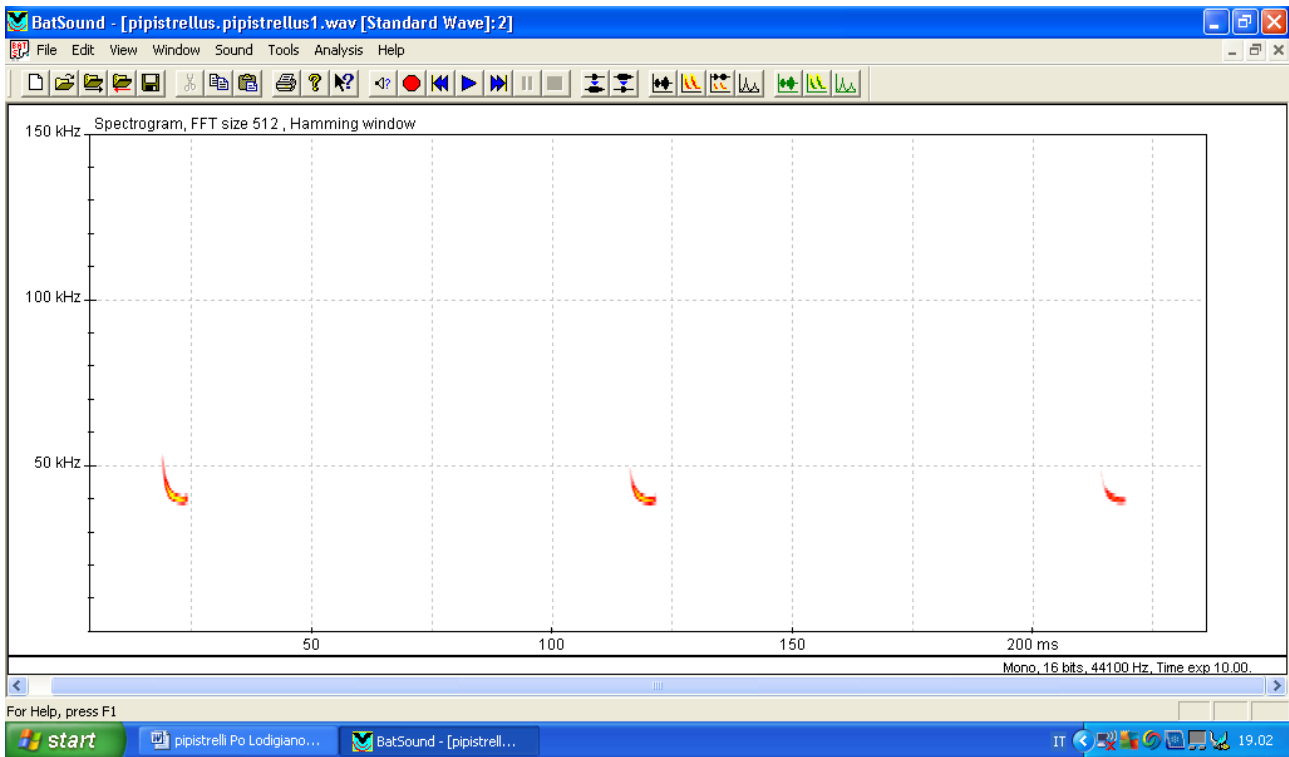 BatSound - [pipistrellus.pipistrellus1.wav [Standard Wave]:2]
File Edit View Window Sound Tools Analysis Help
Spectrogram, FFT size 512 , Hamming window
150 kHz
100 kHz
50 kHz
50 100 150 200 ms
Mono, 16 bits, 44100 Hz, Time exp 10.00.
For Help, press F1
start pipistrelli Po Lodigiano... BatSound - [pipistrell... IT 19.02